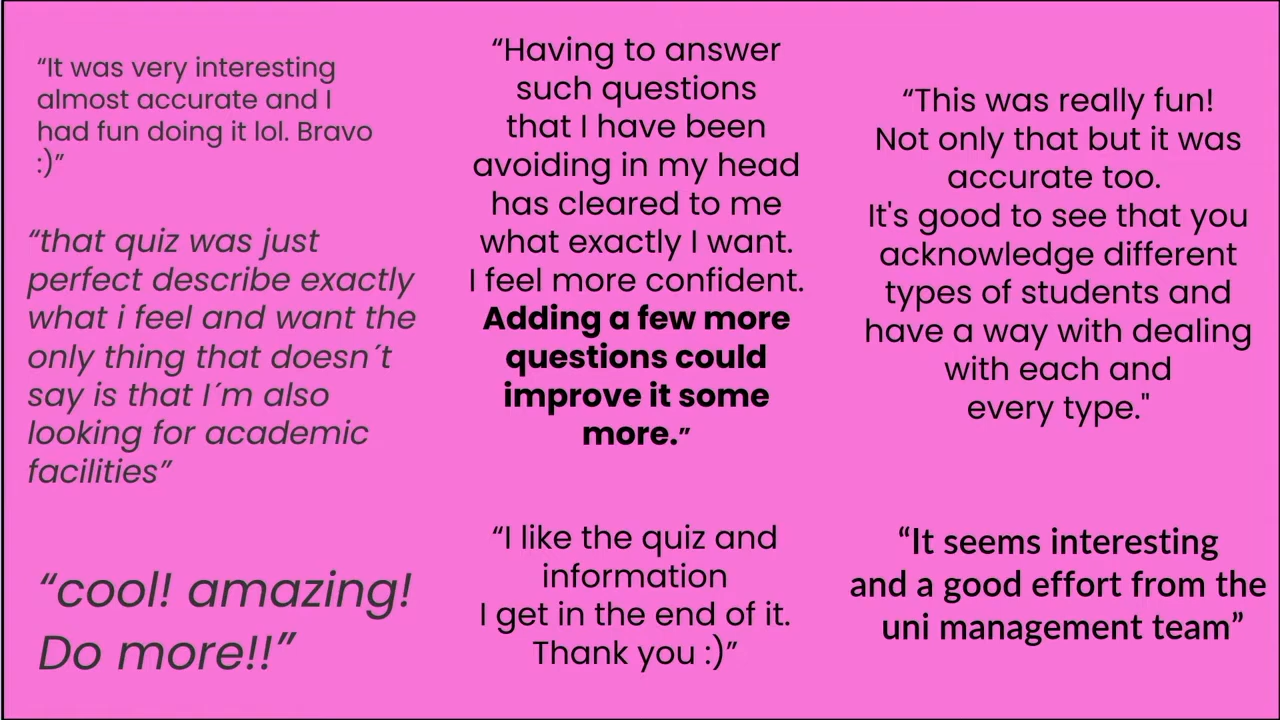 “It was very interesting
almost accurate and I
had fun doing it lol. Bravo
:)”
“that quiz was just
perfect describe exactly
what i feel and want the
only thing that doesn´t
say is that I´m also
looking for academic
facilities”
“cool! amazing!
Do more!!”
“Having to answer
such questions
that I have been
avoiding in my head
has cleared to me
what exactly I want.
I feel more confident.
Adding a few more
questions could
improve it some
more.”
“I like the quiz and
information
I get in the end of it.
Thank you :)”
“This was really fun!
Not only that but it was
accurate too.
It's good to see that you
acknowledge different
types of students and
have a way with dealing
with each and
every type."
“It seems interesting
and a good effort from the
uni management team”